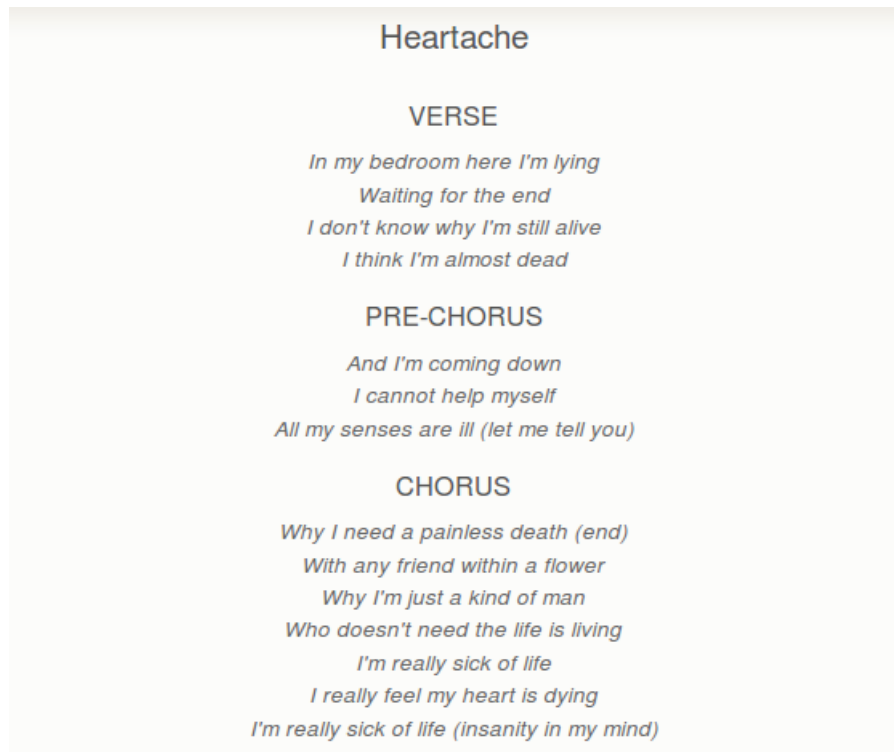 Heartache
VERSE
In my bedroom here I'm lying
Waiting for the end
I don't know why I'm still alive
I think I'm almost dead
PRE-CHORUS
And I'm coming down
I cannot help myself
All my senses are ill (let me tell you)
CHORUS
Why I need a painless death (end)
With any friend within a flower
Why I'm just a kind of man
Who doesn't need the life is living
I'm really sick of life
I really feel my heart is dying
I'm really sick of life (insanity in my mind)